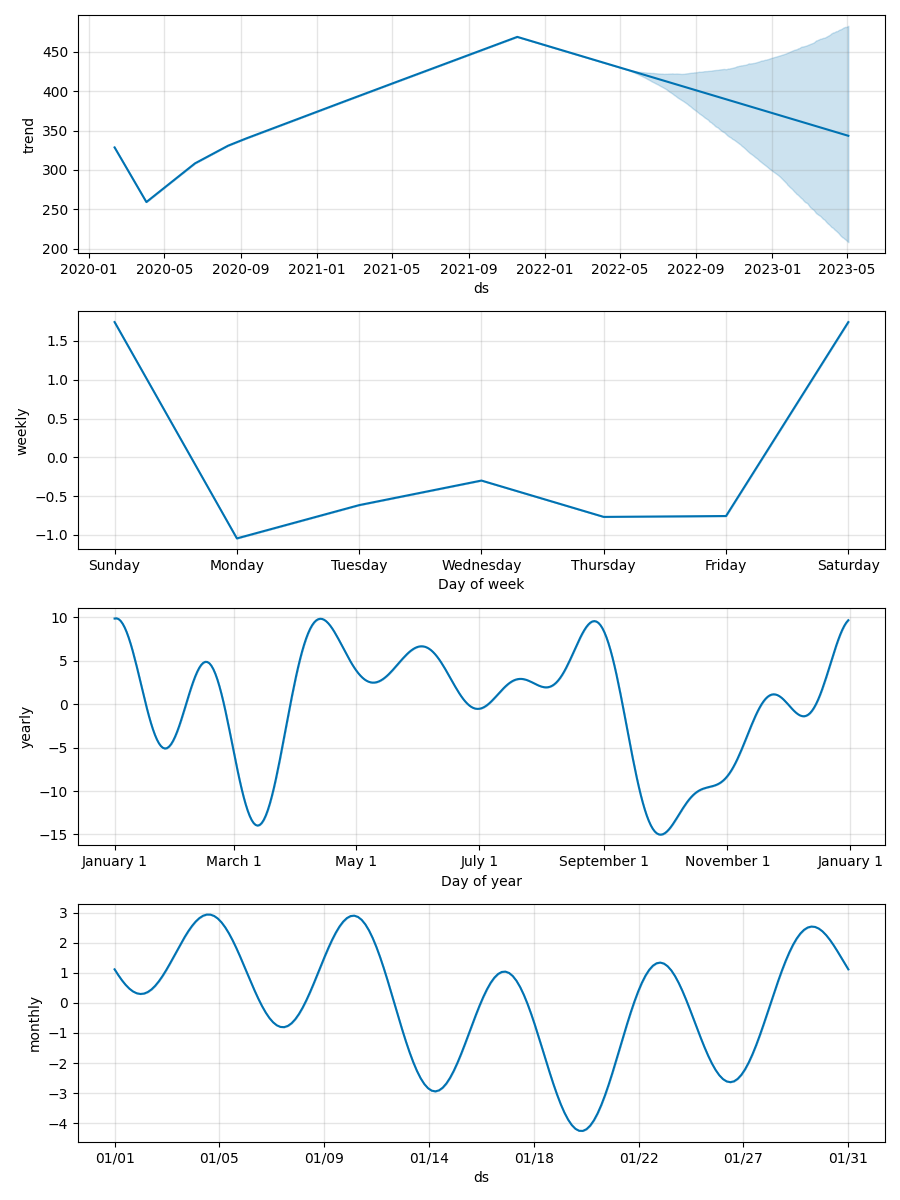 450
400
350
300
250
200
trend
2020-01 2020-05 2020-09 2021-01 2021-05 2021-09 2022-01 2022-05 2022-09 2023-01 2023-05
ds
1.5
1.0
0.5
0.0
−0.5
−1.0
weekly
Sunday Monday Tuesday Wednesday Thursday Friday Saturday
Day of week
10
5
0
−5
−10
−15
yearly
January 1 March 1 May 1 July 1 September 1 November 1 January 1
Day of year
3
2
1
0
−1
−2
−3
−4
monthly
01/01 01/05 01/09 01/14 01/18 01/22 01/27 01/31
ds